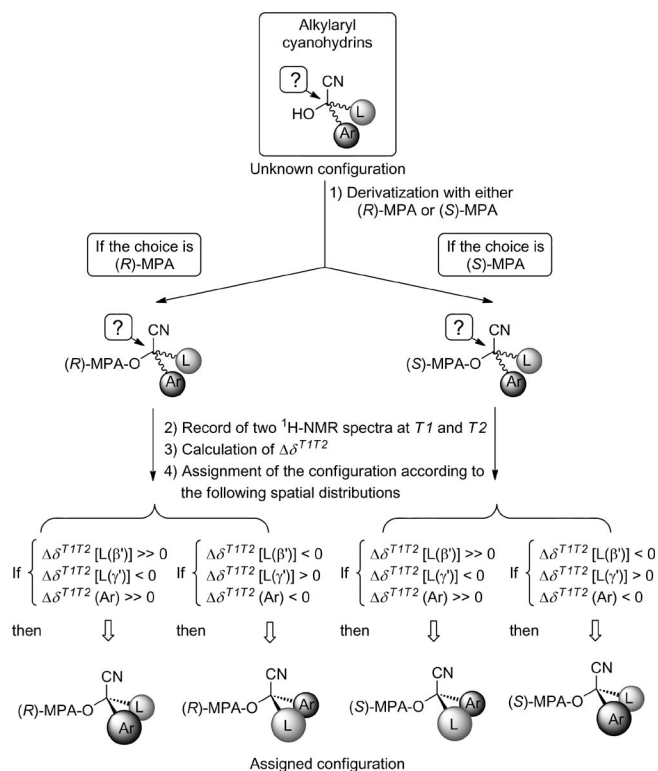 Alkylaryl
cyanohydrins
?
CN
HO
L
Ar
Unknown configuration
1) Derivatization with either
(R)-MPA or (S)-MPA
If the choice is
(R)-MPA
If the choice is
(S)-MPA
?
CN
(R)-MPA-O
L
Ar
?
CN
(S)-MPA-O
L
Ar
2) Record of two ¹H-NMR spectra at T1 and T2
3) Calculation of Δδ^T1T2
4) Assignment of the configuration according to
the following spatial distributions
If
Δδ^T1T2 [L(β')] >> 0
Δδ^T1T2 [L(γ')] < 0
Δδ^T1T2 (Ar) >> 0
If
Δδ^T1T2 [L(β')] < 0
Δδ^T1T2 [L(γ')] > 0
Δδ^T1T2 (Ar) < 0
If
Δδ^T1T2 [L(β')] >> 0
Δδ^T1T2 [L(γ')] < 0
Δδ^T1T2 (Ar) >> 0
If
Δδ^T1T2 [L(β')] < 0
Δδ^T1T2 [L(γ')] > 0
Δδ^T1T2 (Ar) < 0
then
then
then
then
CN
(R)-MPA-O
L
Ar
CN
(R)-MPA-O
Ar
L
CN
(S)-MPA-O
Ar
L
CN
(S)-MPA-O
L
Ar
Assigned configuration